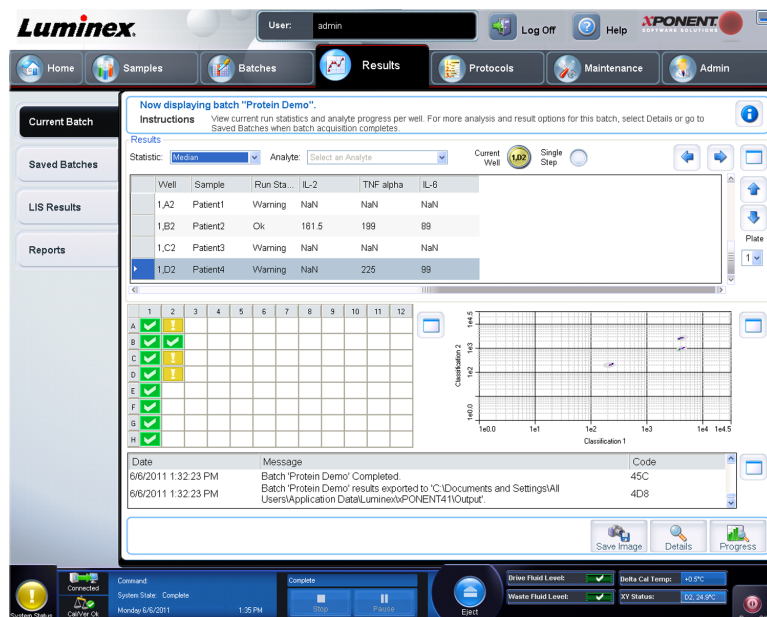 Luminex.
User: admin
Log Off
Help
XPONENT.
SOFTWARE SOLUTIONS
Home
Samples
Batches
Results
Protocols
Maintenance
Admin
Current Batch
Saved Batches
LIS Results
Reports
Now displaying batch "Protein Demo".
Instructions View current run statistics and analyte progress per well. For more analysis and result options for this batch, select Details or go to
Saved Batches when batch acquisition completes.
Results
Statistic: Median Analyte: Select an Analyte Current Well 1,D2 Single Step
Well Sample Run Sta... IL-2 TNF alpha IL-6
1,A2 Patient1 Warning NaN NaN NaN
1,B2 Patient2 Ok 161.5 199 89
1,C2 Patient3 Warning NaN NaN NaN
1,D2 Patient4 Warning NaN 225 99
Plate
1
1 2 3 4 5 6 7 8 9 10 11 12
A
B
C
D
E
F
G
H
Classification 2
1e4.5
1e3
1e2
1e0.0
1e0.0 1e1 1e2 1e3 1e4 1e4.5
Classification 1
Date Message Code
6/6/2011 1:32:23 PM Batch 'Protein Demo' Completed. 45C
6/6/2011 1:32:23 PM Batch 'Protein Demo' results exported to 'C:\Documents and Settings\All
Users\Application Data\Luminex\xPONENT41\Output'. 4D8
Save Image
Details
Progress
System Status
Connected
Cal/Ver Ok
Command:
System State: Complete
Monday 6/6/2011 1:35 PM
Complete
Stop
Pause
Eject
Drive Fluid Level:
Waste Fluid Level:
Delta Cal Temp: +0.5°C
XY Status: D2, 24.9°C